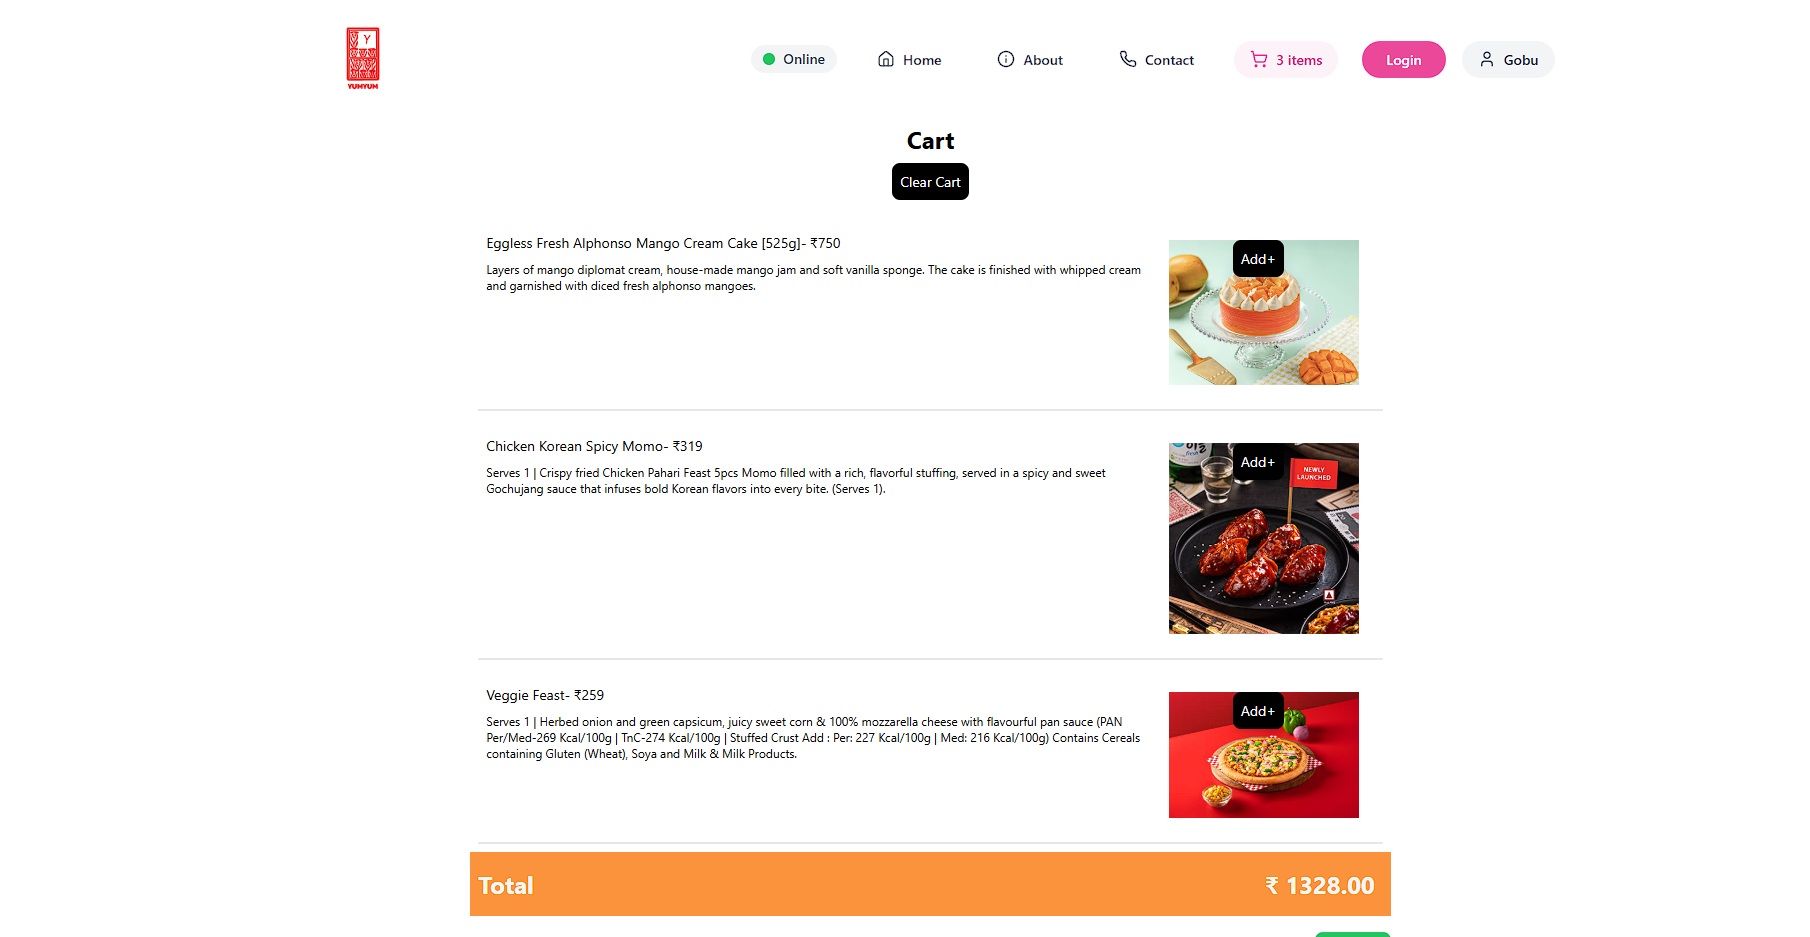 Y
YUMYUM
Online
Home
About
Contact
3 items
Login
Gobu
Cart
Clear Cart
Eggless Fresh Alphonso Mango Cream Cake [525g]- ₹750
Layers of mango diplomat cream, house-made mango jam and soft vanilla sponge. The cake is finished with whipped cream
and garnished with diced fresh alphonso mangoes.
Add+
Chicken Korean Spicy Momo- ₹319
Serves 1 | Crispy fried Chicken Pahari Feast 5pcs Momo filled with a rich, flavorful stuffing, served in a spicy and sweet
Gochujang sauce that infuses bold Korean flavors into every bite. (Serves 1).
Add+
fresh
NEWLY
LAUNCHED
Veggie Feast- ₹259
Serves 1 | Herbed onion and green capsicum, juicy sweet corn & 100% mozzarella cheese with flavourful pan sauce (PAN
Per/Med-269 Kcal/100g | TnC-274 Kcal/100g | Stuffed Crust Add : Per: 227 Kcal/100g | Med: 216 Kcal/100g) Contains Cereals
containing Gluten (Wheat), Soya and Milk & Milk Products.
Add+
Total
₹ 1328.00